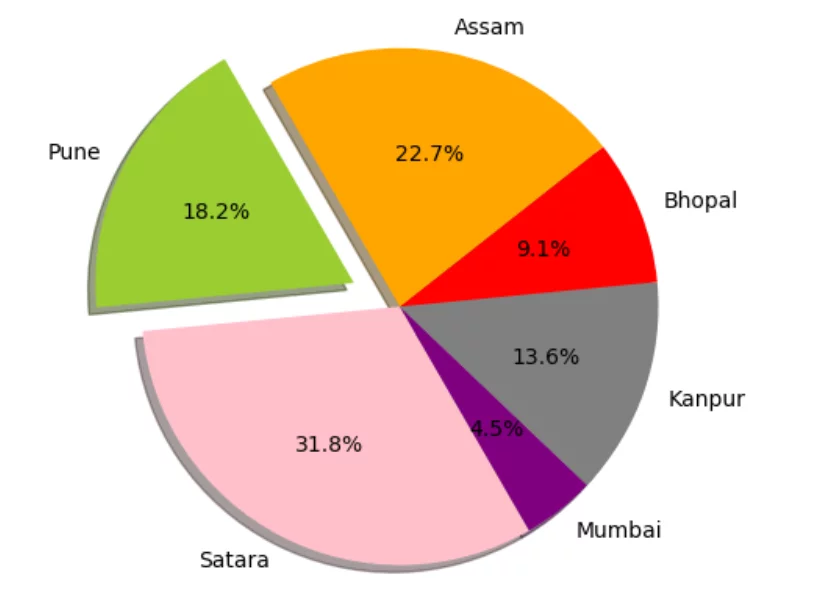 Assam
22.7%
Pune
18.2%
Bhopal
9.1%
13.6%
Kanpur
4.5%
31.8%
Mumbai
Satara